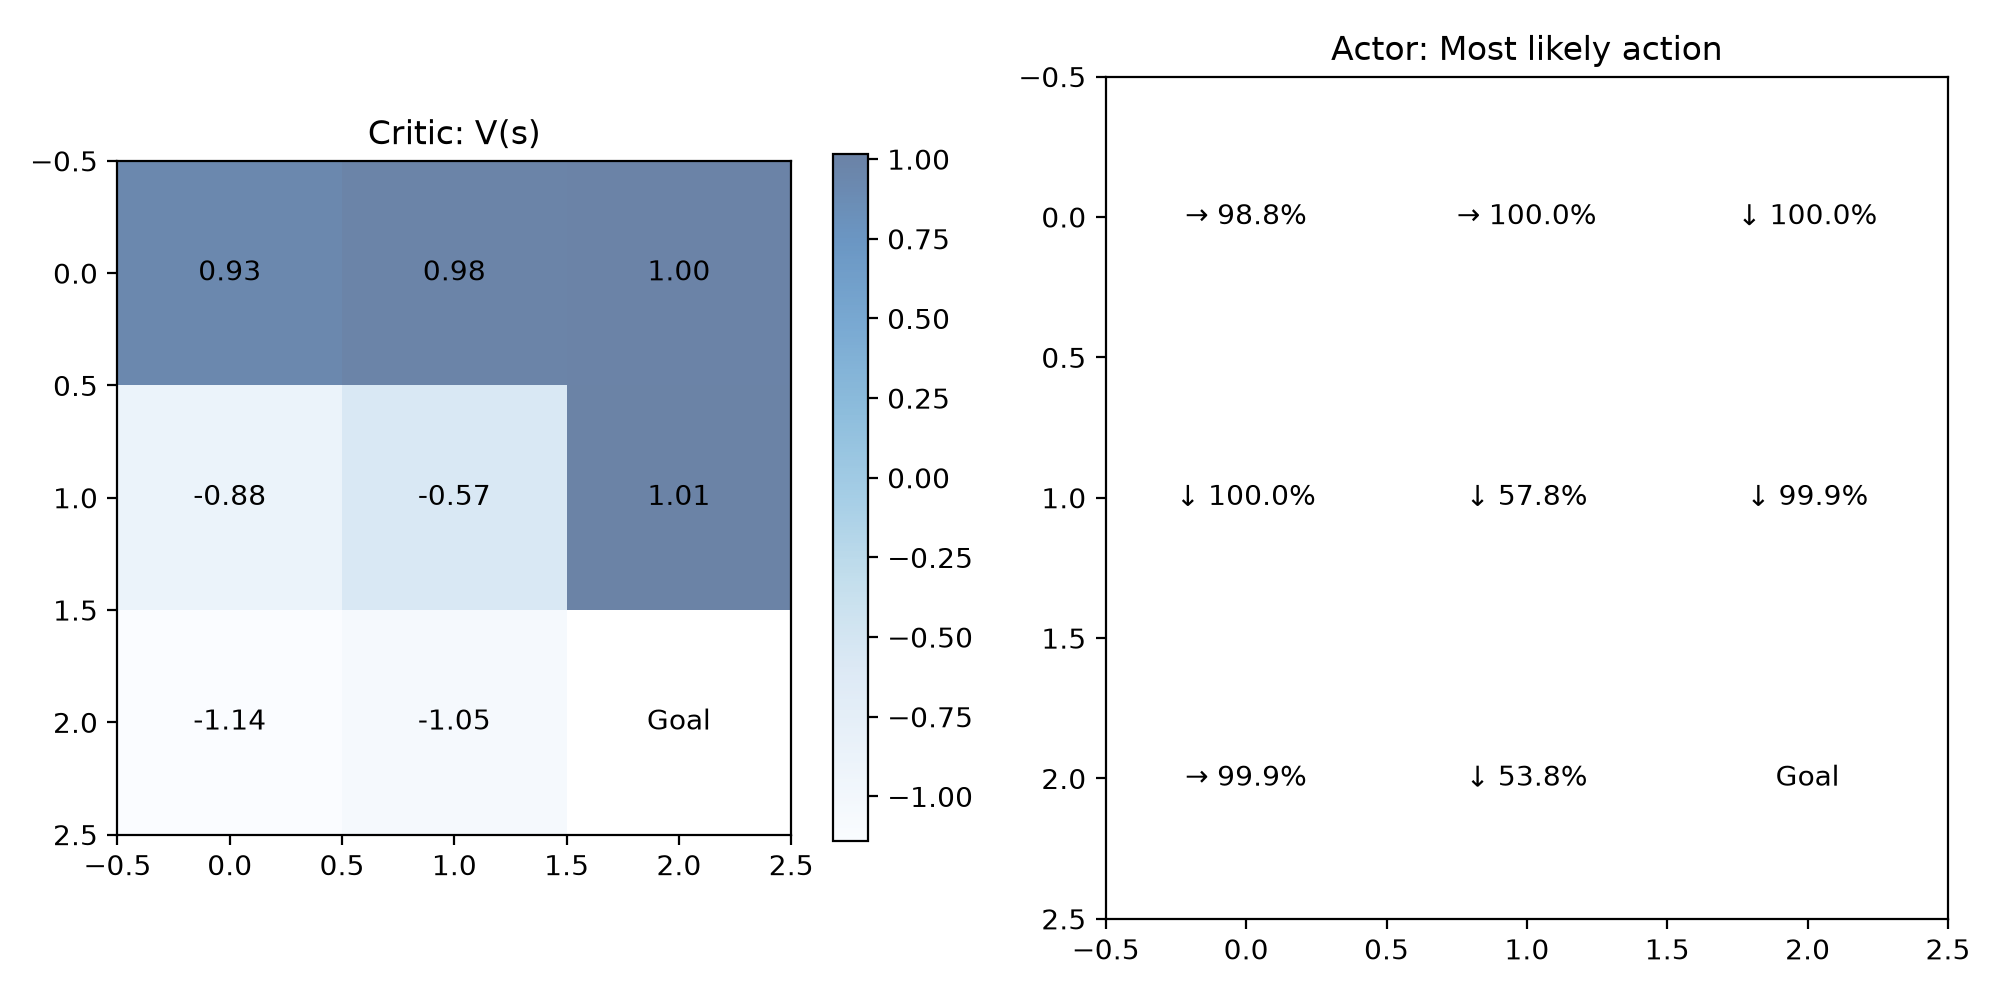 Critic: V(s)
−0.5
0.0
0.5
1.0
1.5
2.0
2.5
0.93 0.98 1.00
-0.88 -0.57 1.01
-1.14 -1.05 Goal
−0.5 0.0 0.5 1.0 1.5 2.0 2.5
1.00
0.75
0.50
0.25
0.00
−0.25
−0.50
−0.75
−1.00
Actor: Most likely action
−0.5
0.0
0.5
1.0
1.5
2.0
2.5
→ 98.8% → 100.0% ↓ 100.0%
↓ 100.0% ↓ 57.8% ↓ 99.9%
→ 99.9% ↓ 53.8% Goal
−0.5 0.0 0.5 1.0 1.5 2.0 2.5